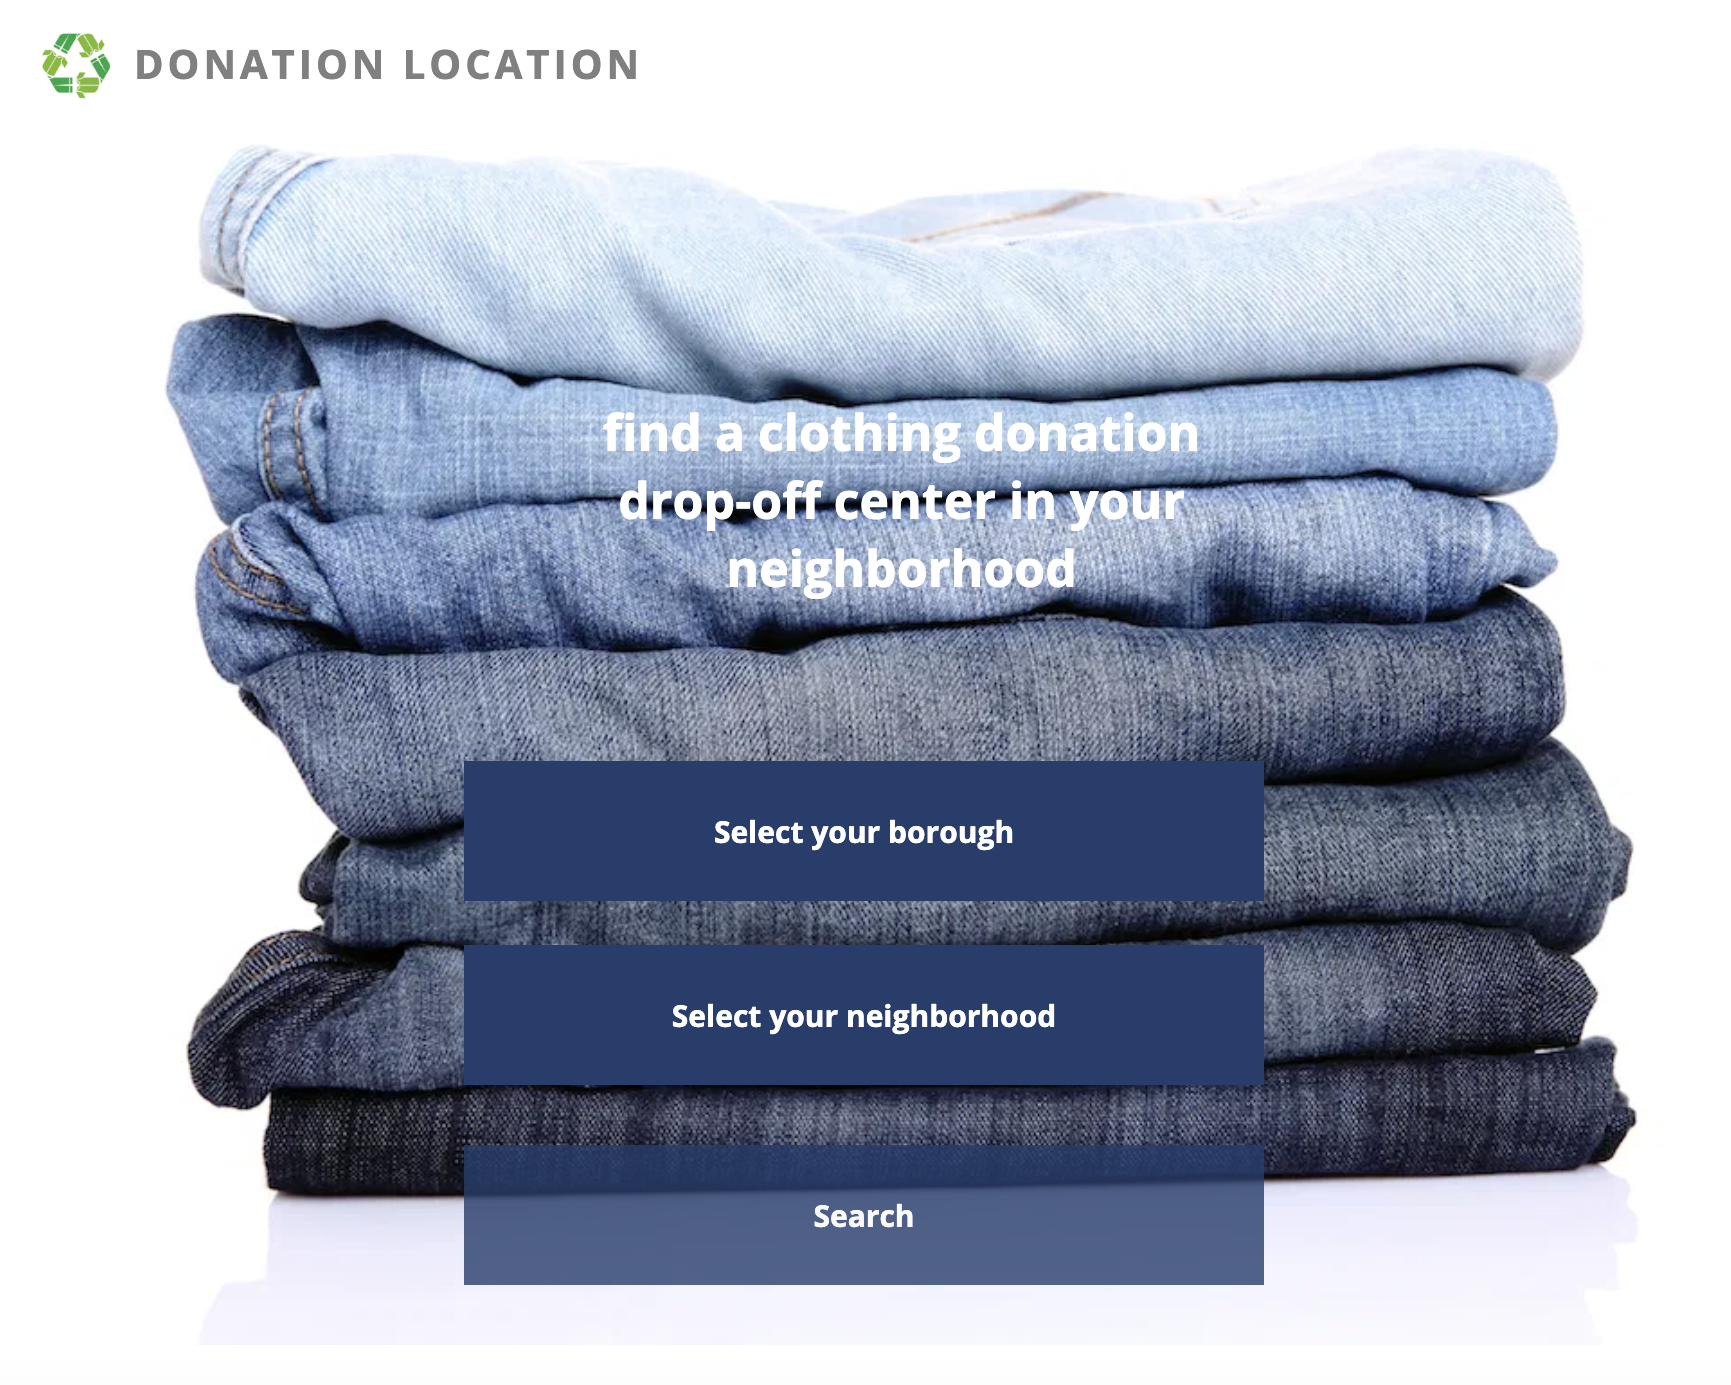 DONATION LOCATION
find a clothing donation
drop-off center in your
neighborhood
Select your borough
Select your neighborhood
Search